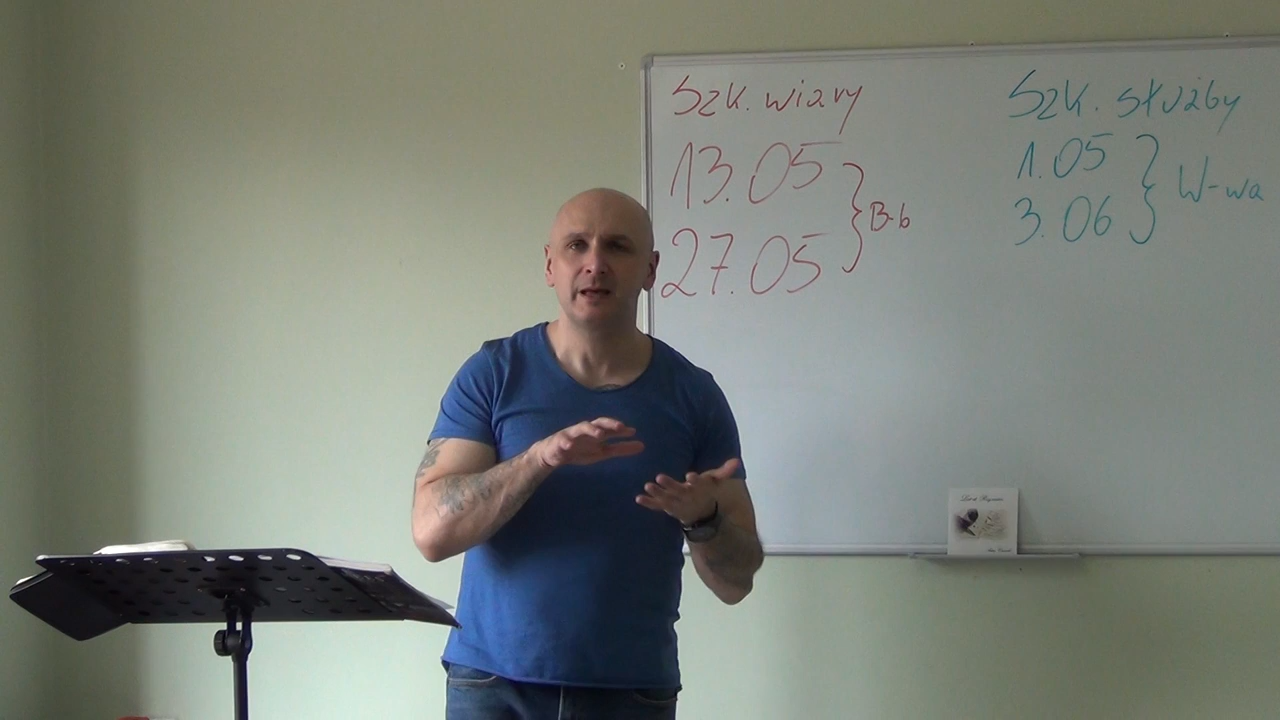 Szk. wiary
13.05
27.05
B-b
Szk. służby
1.05
3.06
W-wa